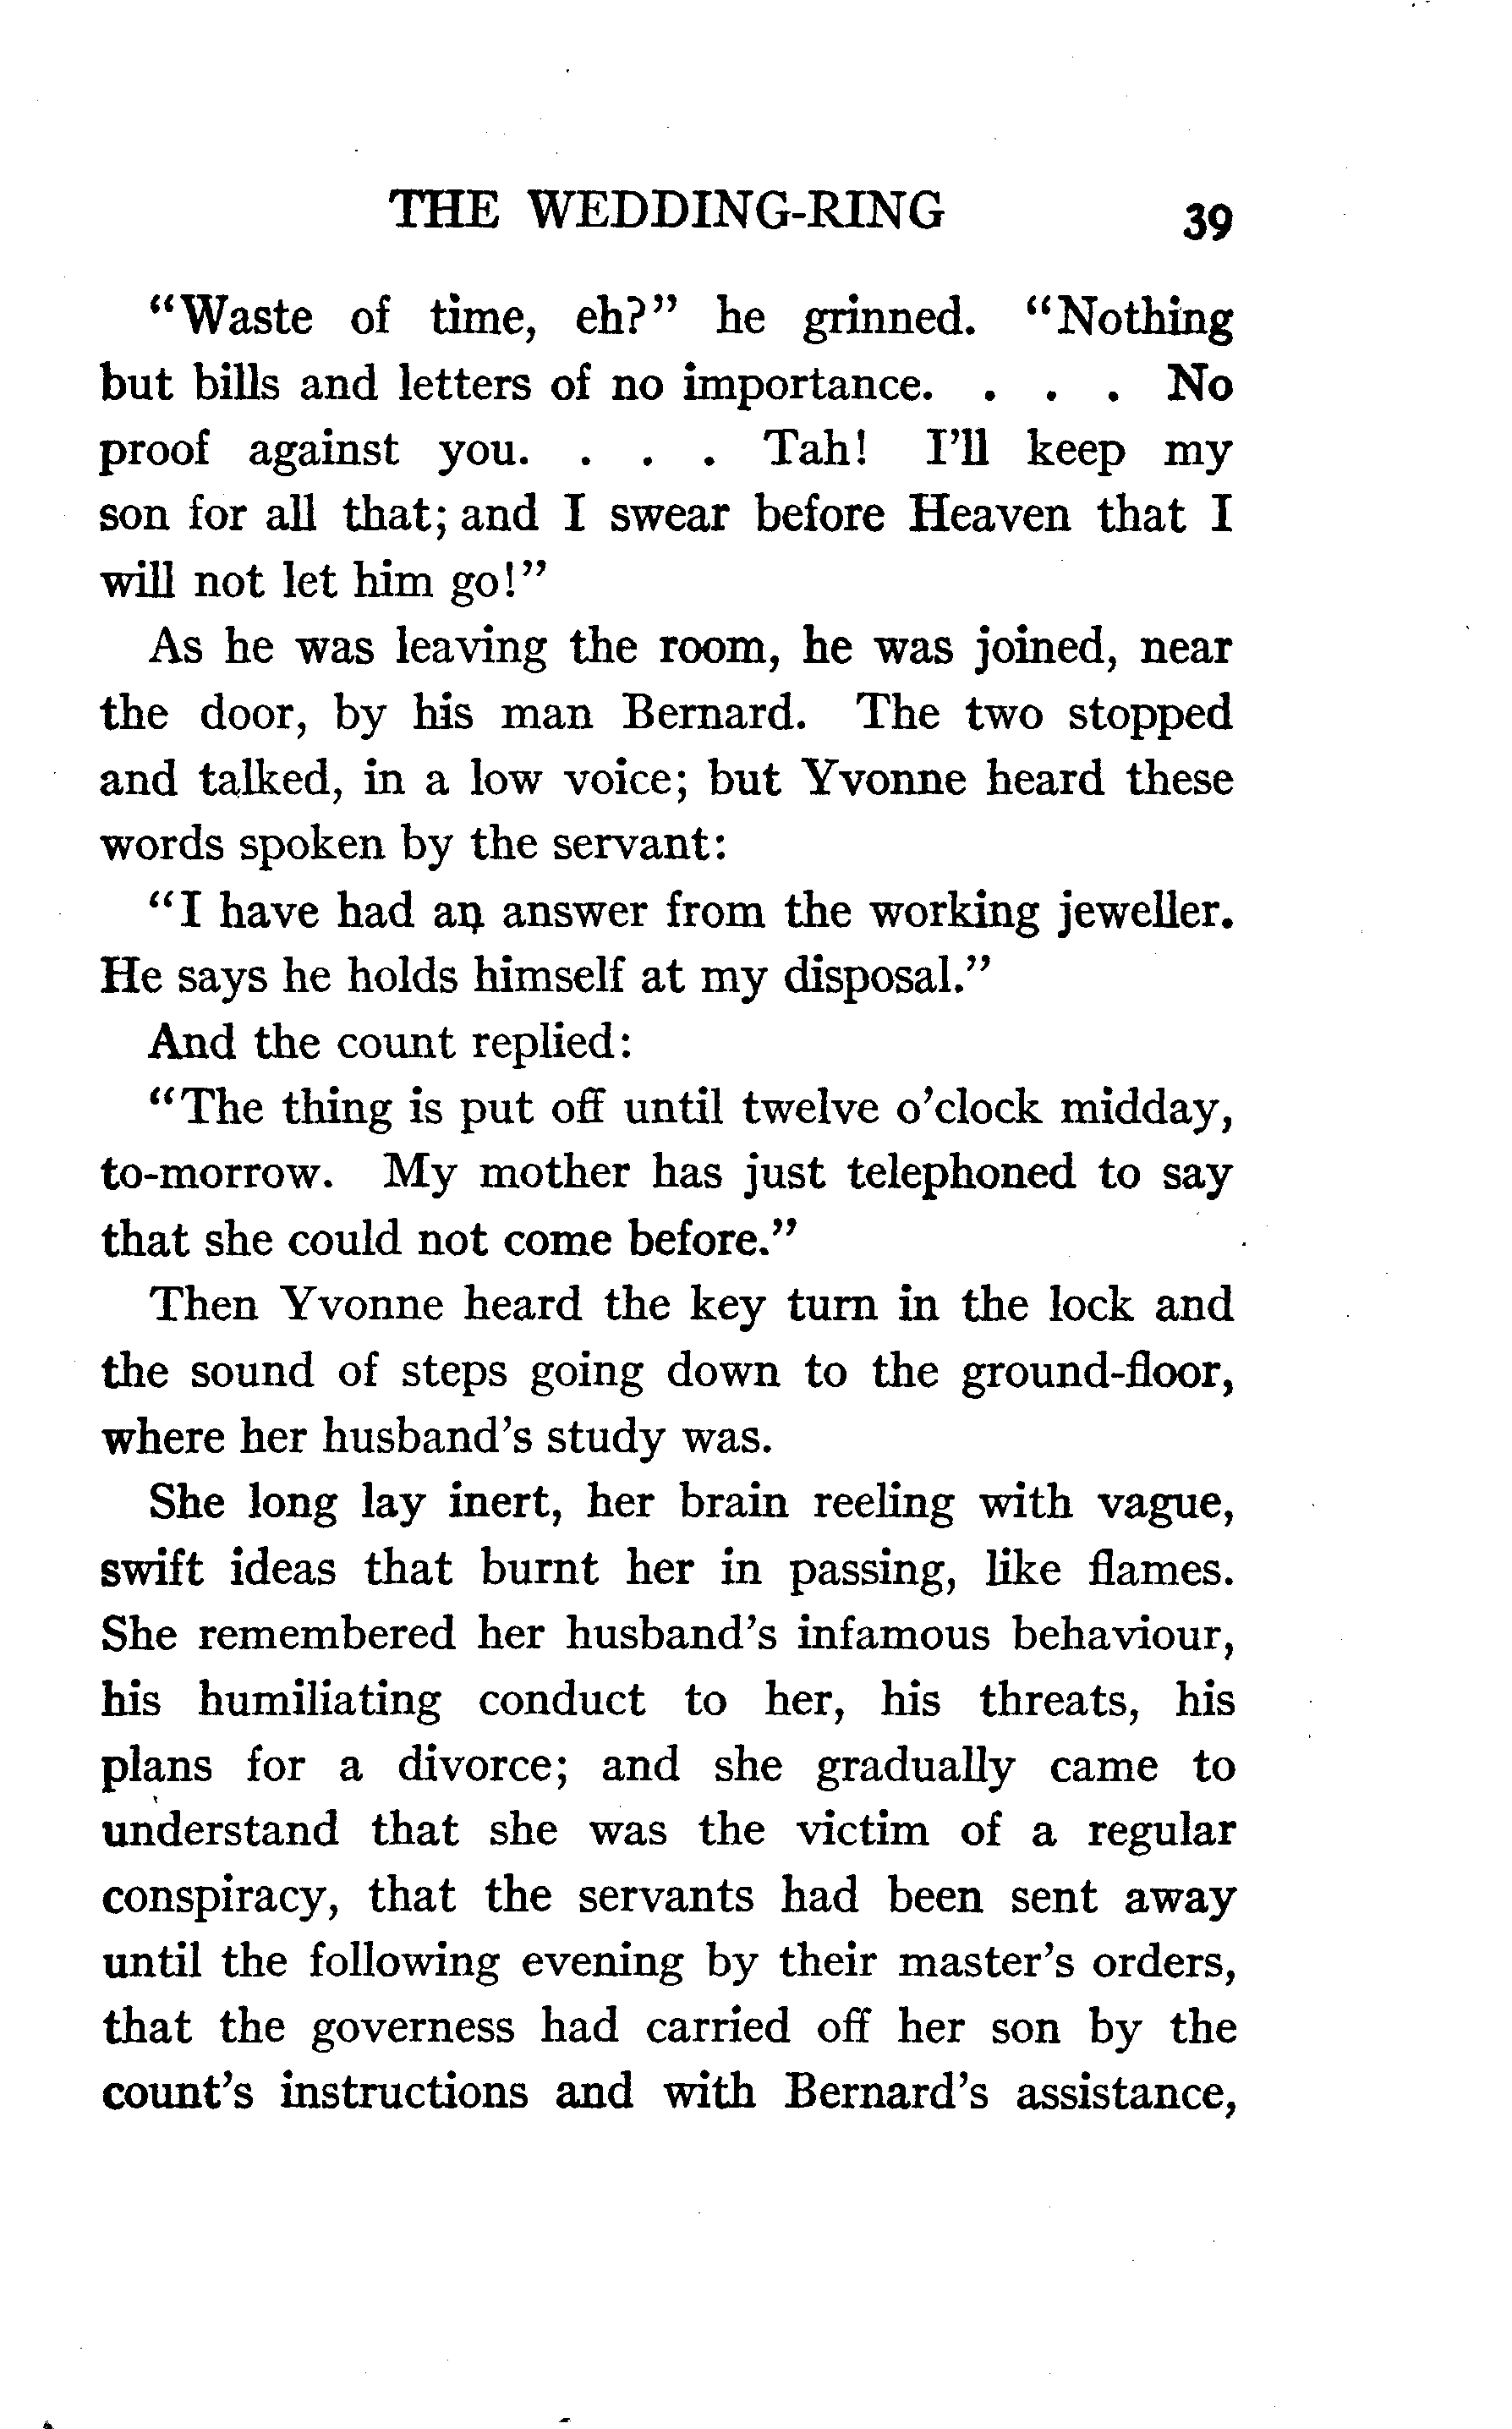 THE WEDDING-RING 39
“Waste of time, eh?” he grinned. “Nothing
but bills and letters of no importance. . . . No
proof against you. . . . Tah! I’ll keep my
son for all that; and I swear before Heaven that I
will not let him go!”
As he was leaving the room, he was joined, near
the door, by his man Bernard. The two stopped
and talked, in a low voice; but Yvonne heard these
words spoken by the servant:
“I have had an answer from the working jeweller.
He says he holds himself at my disposal.”
And the count replied:
“The thing is put off until twelve o’clock midday,
to-morrow. My mother has just telephoned to say
that she could not come before.”
Then Yvonne heard the key turn in the lock and
the sound of steps going down to the ground-floor,
where her husband’s study was.
She long lay inert, her brain reeling with vague,
swift ideas that burnt her in passing, like flames.
She remembered her husband’s infamous behaviour,
his humiliating conduct to her, his threats, his
plans for a divorce; and she gradually came to
understand that she was the victim of a regular
conspiracy, that the servants had been sent away
until the following evening by their master’s orders,
that the governess had carried off her son by the
count’s instructions and with Bernard’s assistance,